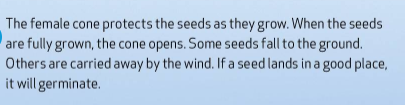 The female cone protects the seeds as they grow. When the seeds
are fully grown, the cone opens. Some seeds fall to the ground.
Others are carried away by the wind. If a seed lands in a good place,
it will germinate.